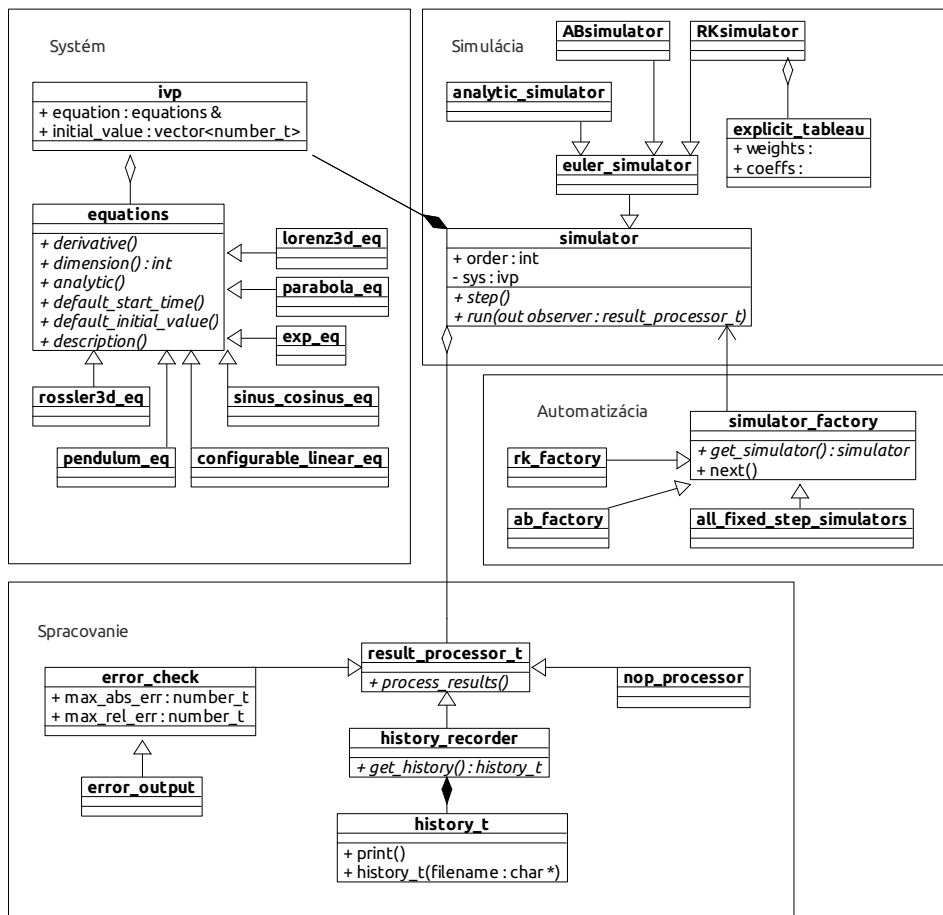 Systém
ivp
+ equation : equations &
+ initial_value : vector<number_t>
equations
+ derivative()
+ dimension() : int
+ analytic()
+ default_start_time()
+ default_initial_value()
+ description()
lorenz3d_eq
parabola_eq
exp_eq
rossler3d_eq
sinus_cosinus_eq
pendulum_eq
configurable_linear_eq
Simulácia
ABsimulator
RKsimulator
analytic_simulator
explicit_tableau
+ weights :
+ coeffs :
euler_simulator
simulator
+ order : int
- sys : ivp
+ step()
+ run(out observer : result_processor_t)
Automatizácia
simulator_factory
+ get_simulator() : simulator
+ next()
rk_factory
ab_factory
all_fixed_step_simulators
Spracovanie
result_processor_t
+ process_results()
error_check
+ max_abs_err : number_t
+ max_rel_err : number_t
nop_processor
history_recorder
+ get_history() : history_t
error_output
history_t
+ print()
+ history_t(filename : char *)